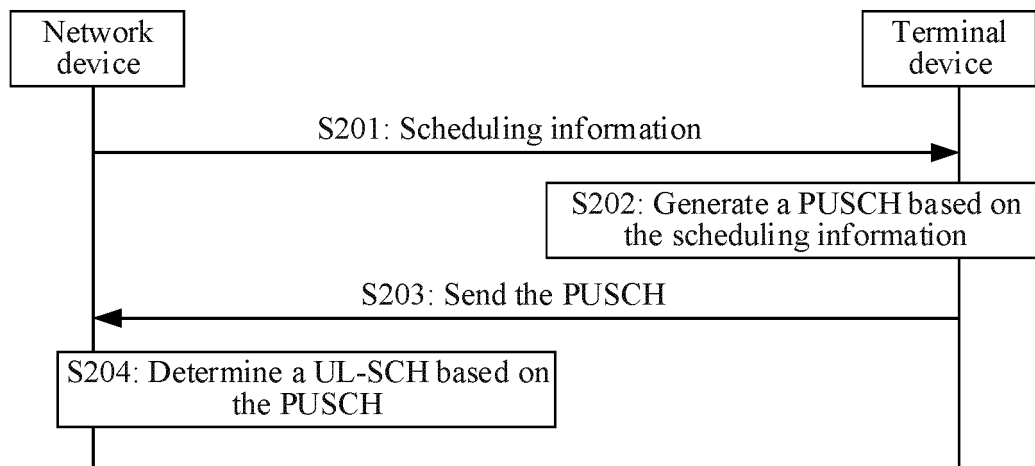 Network
device
Terminal
device
S201: Scheduling information
S202: Generate a PUSCH based on
the scheduling information
S203: Send the PUSCH
S204: Determine a UL-SCH based on
the PUSCH